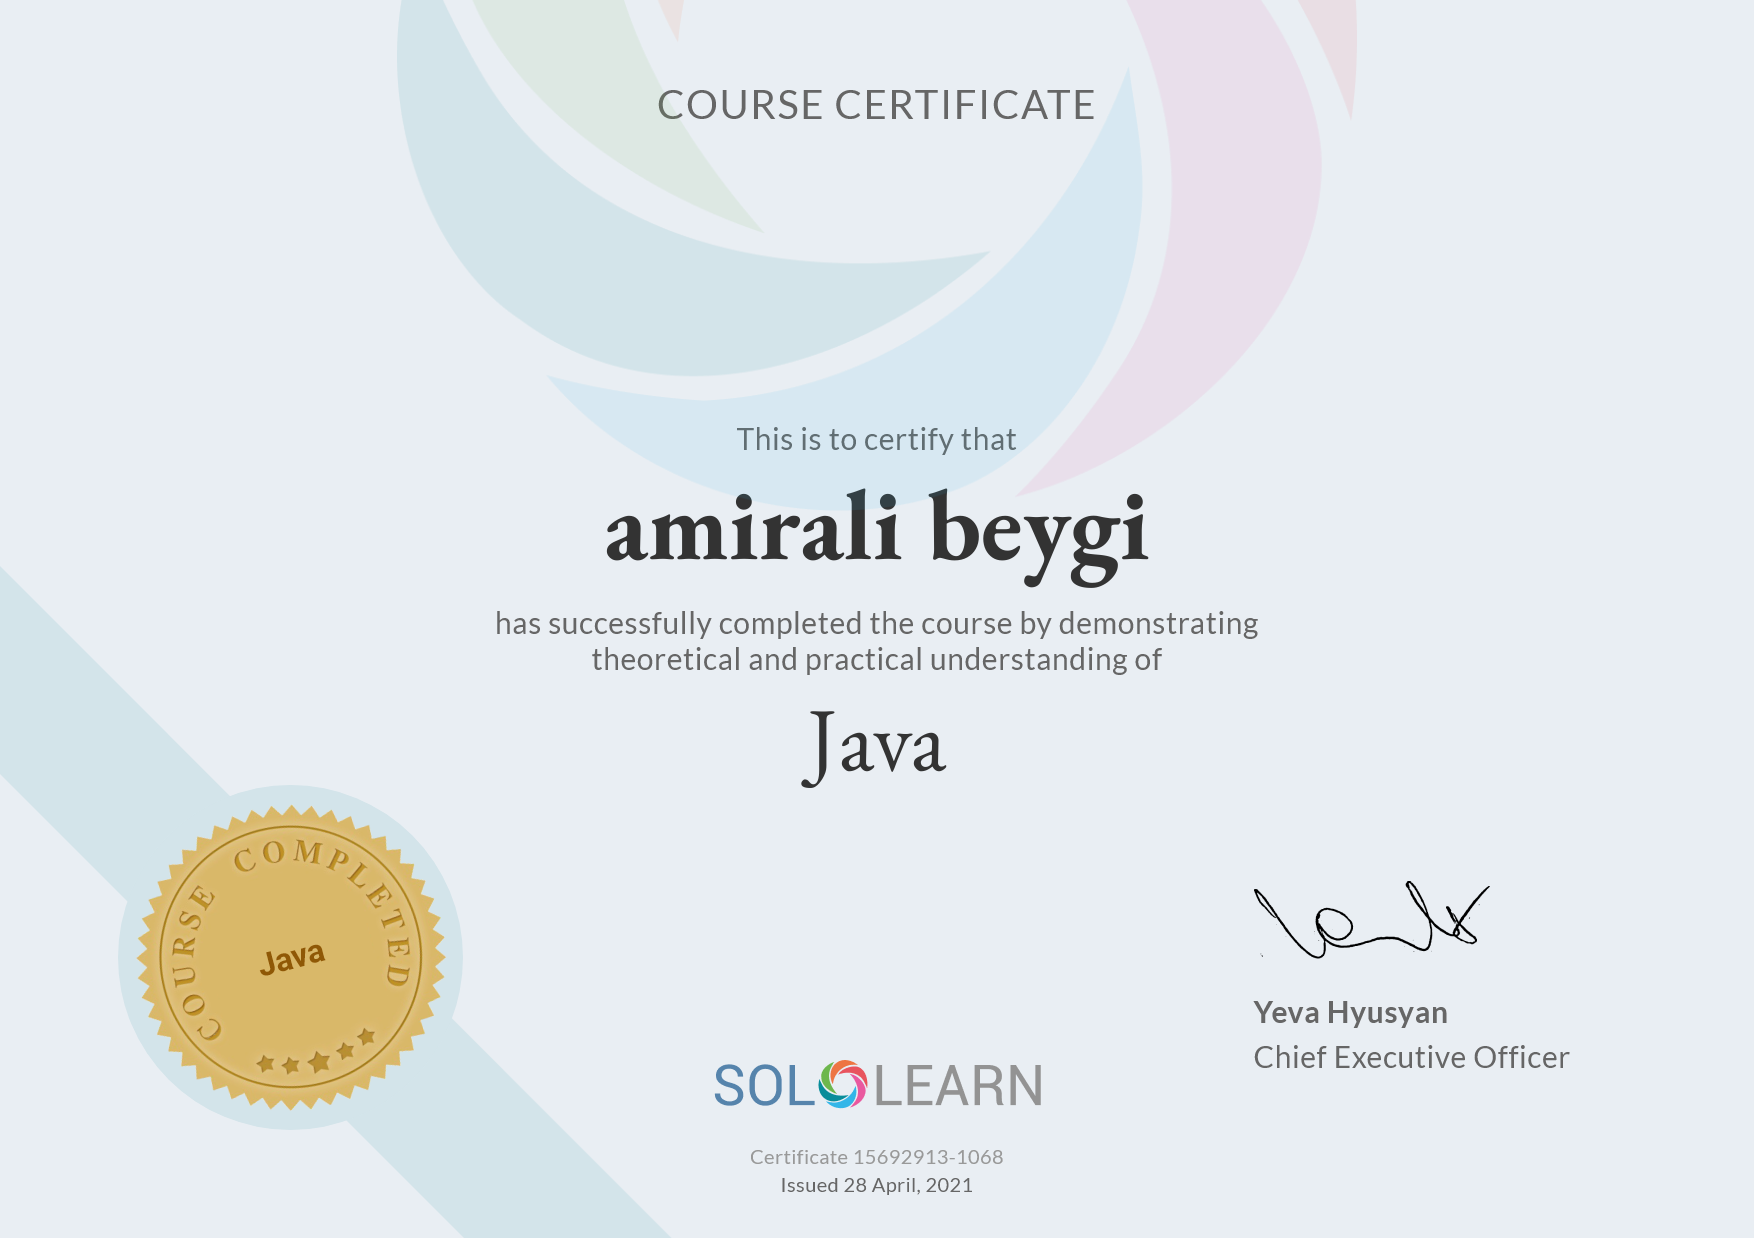 COURSE CERTIFICATE
This is to certify that
amirali beygi
has successfully completed the course by demonstrating
theoretical and practical understanding of
Java
COURSE COMPLETED
Java
Yeva Hyusyan
Chief Executive Officer
SOLOLEARN
Certificate 15692913-1068
Issued 28 April, 2021